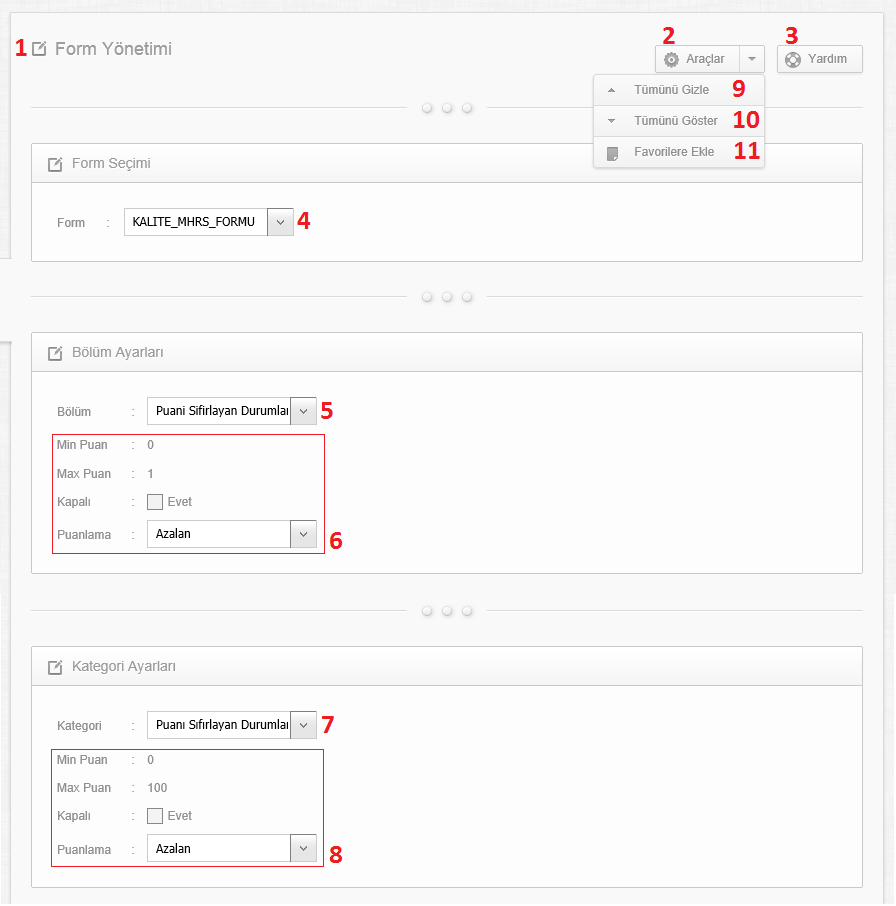 1 Form Yönetimi
2
3
Araçlar
Yardım
Tümünü Gizle 9
Tümünü Göster 10
Favorilere Ekle 11
Form Seçimi
Form : KALITE_MHRS_FORMU 4
Bölüm Ayarları
Bölüm : Puani Sifirlayan Durumlar 5
Min Puan : 0
Max Puan : 1
Kapalı : Evet
Puanlama : Azalan 6
Kategori Ayarları
Kategori : Puanı Sıfırlayan Durumlar 7
Min Puan : 0
Max Puan : 100
Kapalı : Evet
Puanlama : Azalan 8